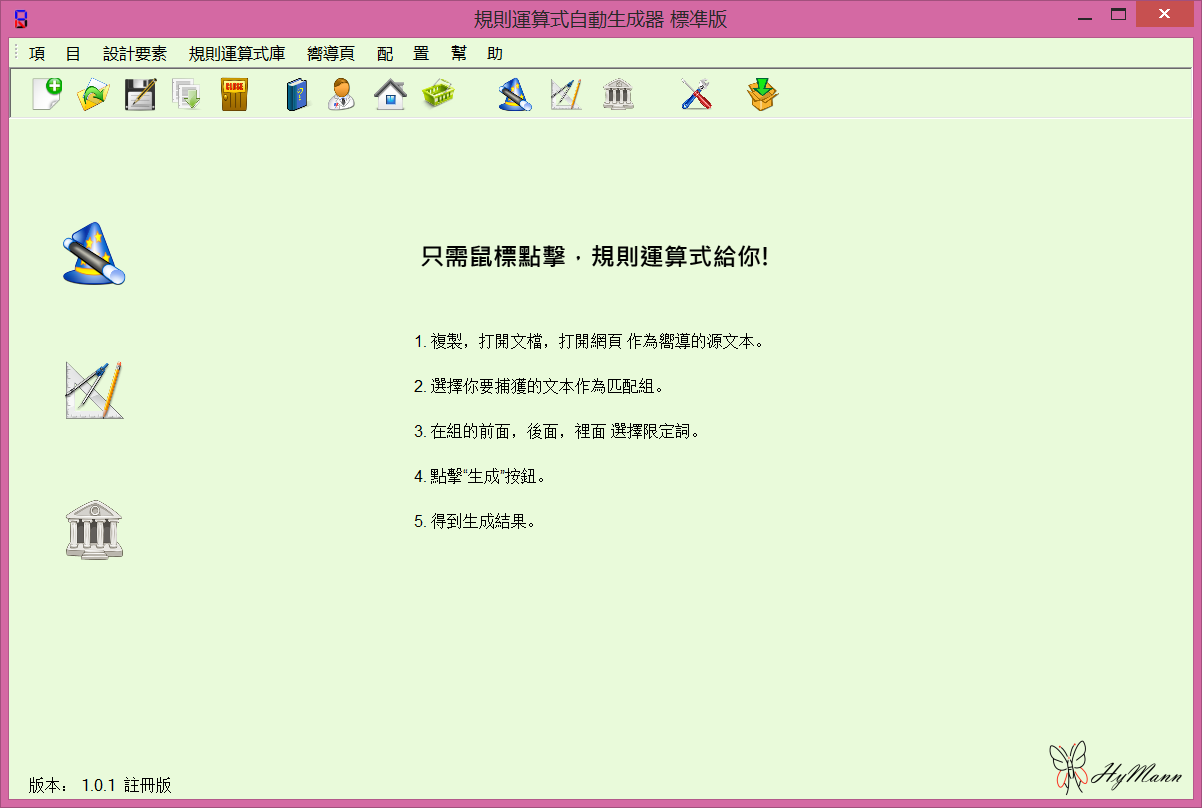 規則運算式自動生成器 標準版
項 目 設計要素 規則運算式庫 嚮導頁 配 置 幫 助
CLOSE
只需鼠標點擊，規則運算式給你!
1. 複製，打開文檔，打開網頁 作為嚮導的源文本。
2. 選擇你要捕獲的文本作為匹配組。
3. 在組的前面，後面，裡面 選擇限定詞。
4. 點擊“生成”按鈕。
5. 得到生成結果。
HyMann
版本： 1.0.1 註冊版